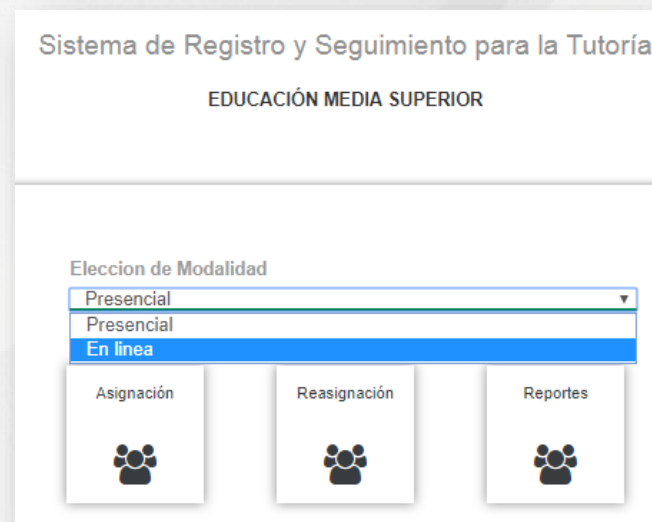 Sistema de Registro y Seguimiento para la Tutoría
EDUCACIÓN MEDIA SUPERIOR
Eleccion de Modalidad
Presencial
Presencial
En linea
Asignación Reasignación Reportes